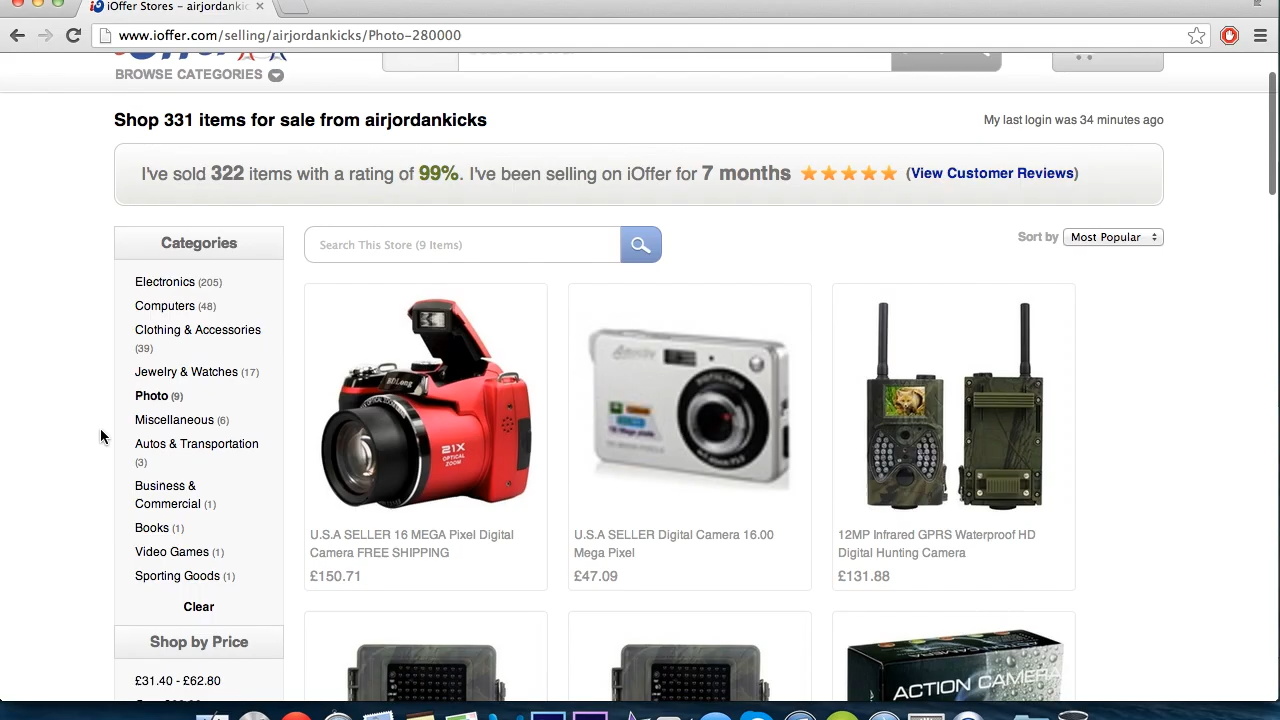 iOffer Stores - airjordankic
www.ioffer.com/selling/airjordankicks/Photo-280000
BROWSE CATEGORIES
Shop 331 items for sale from airjordankicks
My last login was 34 minutes ago
I've sold 322 items with a rating of 99%. I've been selling on iOffer for 7 months (View Customer Reviews)
Categories
Search This Store (9 Items)
Sort by Most Popular
Electronics (205)
Computers (48)
Clothing & Accessories
(39)
Jewelry & Watches (17)
Photo (9)
Miscellaneous (6)
Autos & Transportation
(3)
Business &
Commercial (1)
Books (1)
Video Games (1)
Sporting Goods (1)
Clear
Shop by Price
£31.40 - £62.80
21X
OPTICAL
ZOOM
U.S.A SELLER 16 MEGA Pixel Digital
Camera FREE SHIPPING
£150.71
U.S.A SELLER Digital Camera 16.00
Mega Pixel
£47.09
12MP Infrared GPRS Waterproof HD
Digital Hunting Camera
£131.88
ACTION CAMERA